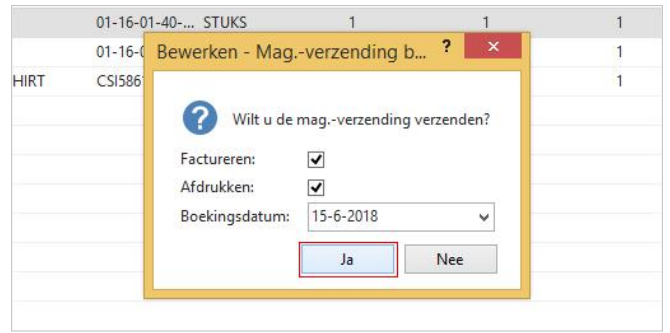 01-16-01-40-... STUKS 1 1 1
01-16-0 1
HIRT CSI586 1
Bewerken - Mag.-verzending b... ? ×
Wilt u de mag.-verzending verzenden?
Factureren:
Afdrukken:
Boekingsdatum: 15-6-2018
Ja Nee